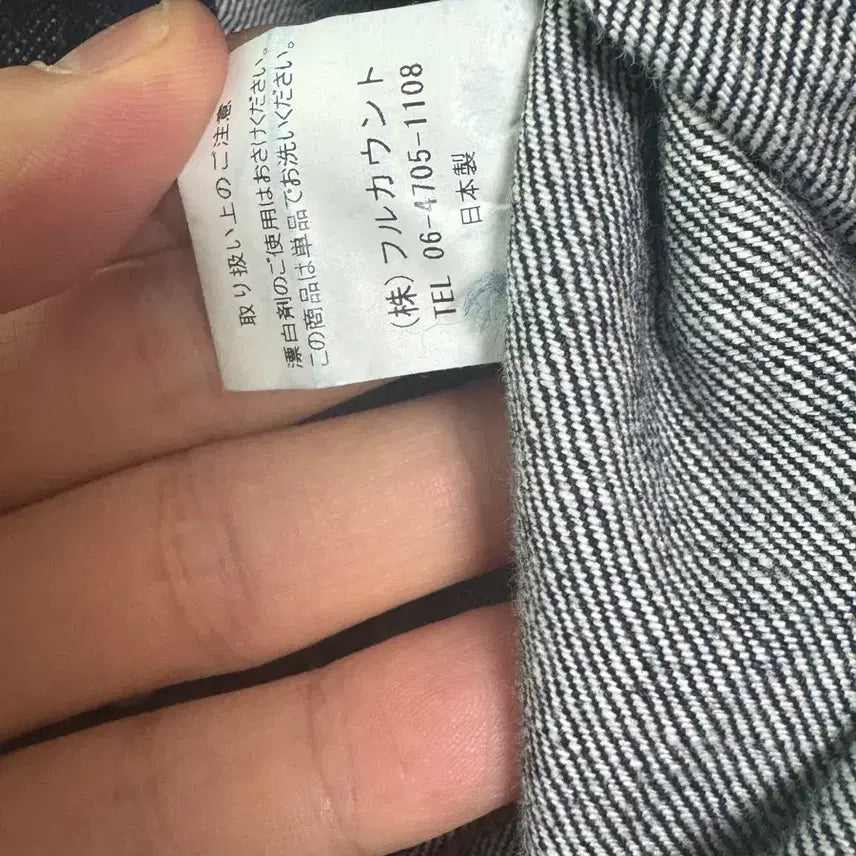 取り扱い上のご注意
漂白剤のご使用はおさけください。
この商品は単品でお洗いください。
(株)フルカウント
TEL 06-4705-1108
日本製